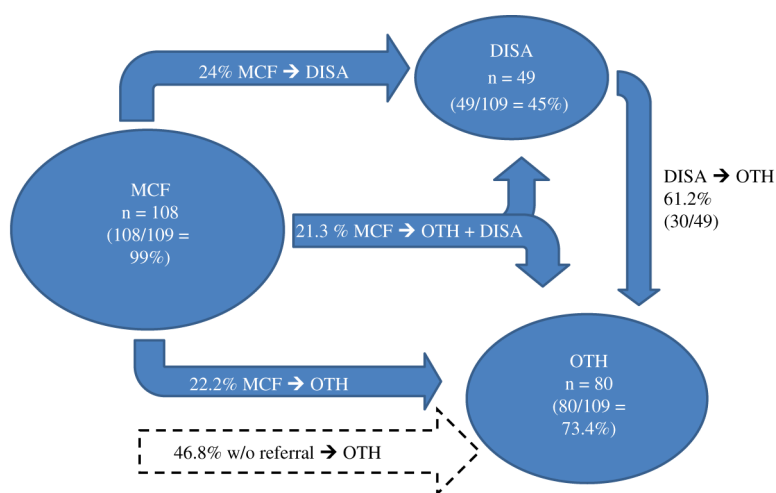 DISA
n = 49
(49/109 = 45%)
24% MCF → DISA
MCF
n = 108
(108/109 =
99%)
DISA → OTH
61.2%
(30/49)
21.3 % MCF → OTH + DISA
OTH
n = 80
(80/109 =
73.4%)
22.2% MCF → OTH
46.8% w/o referral → OTH